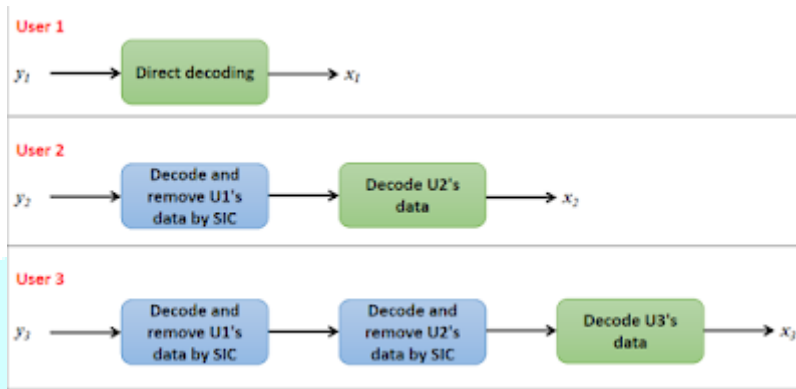 User 1
y1
Direct decoding
x1
User 2
y2
Decode and
remove U1's
data by SIC
Decode U2's
data
x2
User 3
y3
Decode and
remove U1's
data by SIC
Decode and
remove U2's
data by SIC
Decode U3's
data
x3